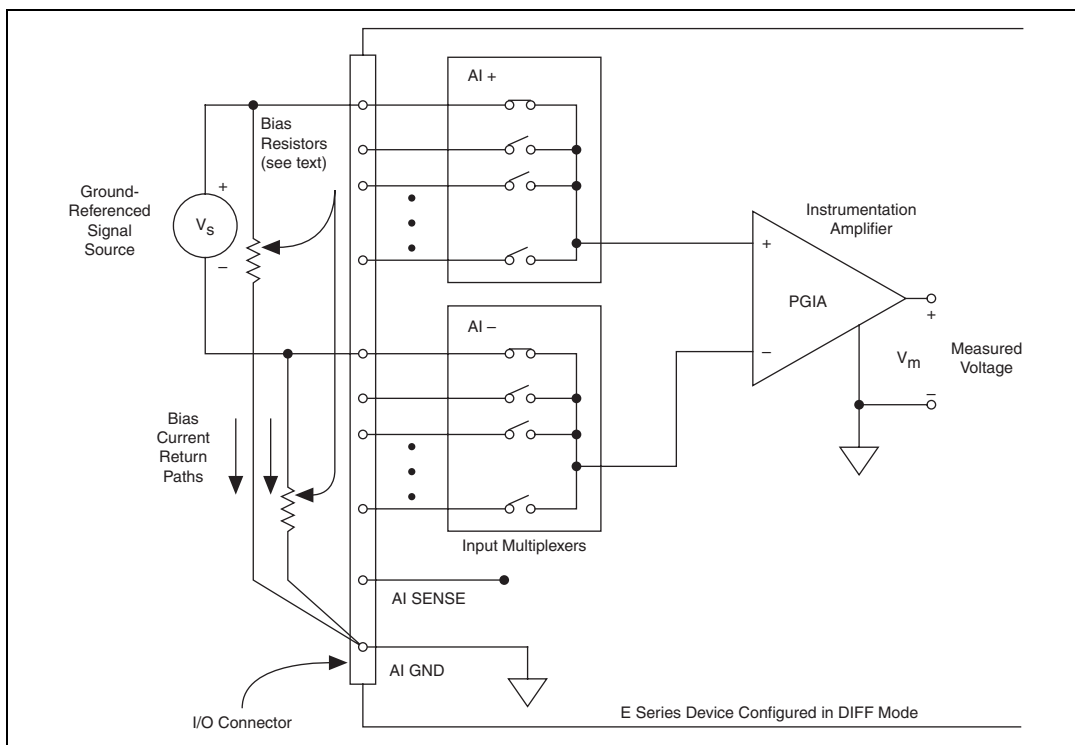 AI +
Bias
Resistors
(see text)
Ground-
Referenced
Signal
Source
+
Vs
–
Instrumentation
Amplifier
+
PGIA
–
+
Vm
–
Measured
Voltage
AI –
Bias
Current
Return
Paths
Input Multiplexers
AI SENSE
AI GND
I/O Connector
E Series Device Configured in DIFF Mode